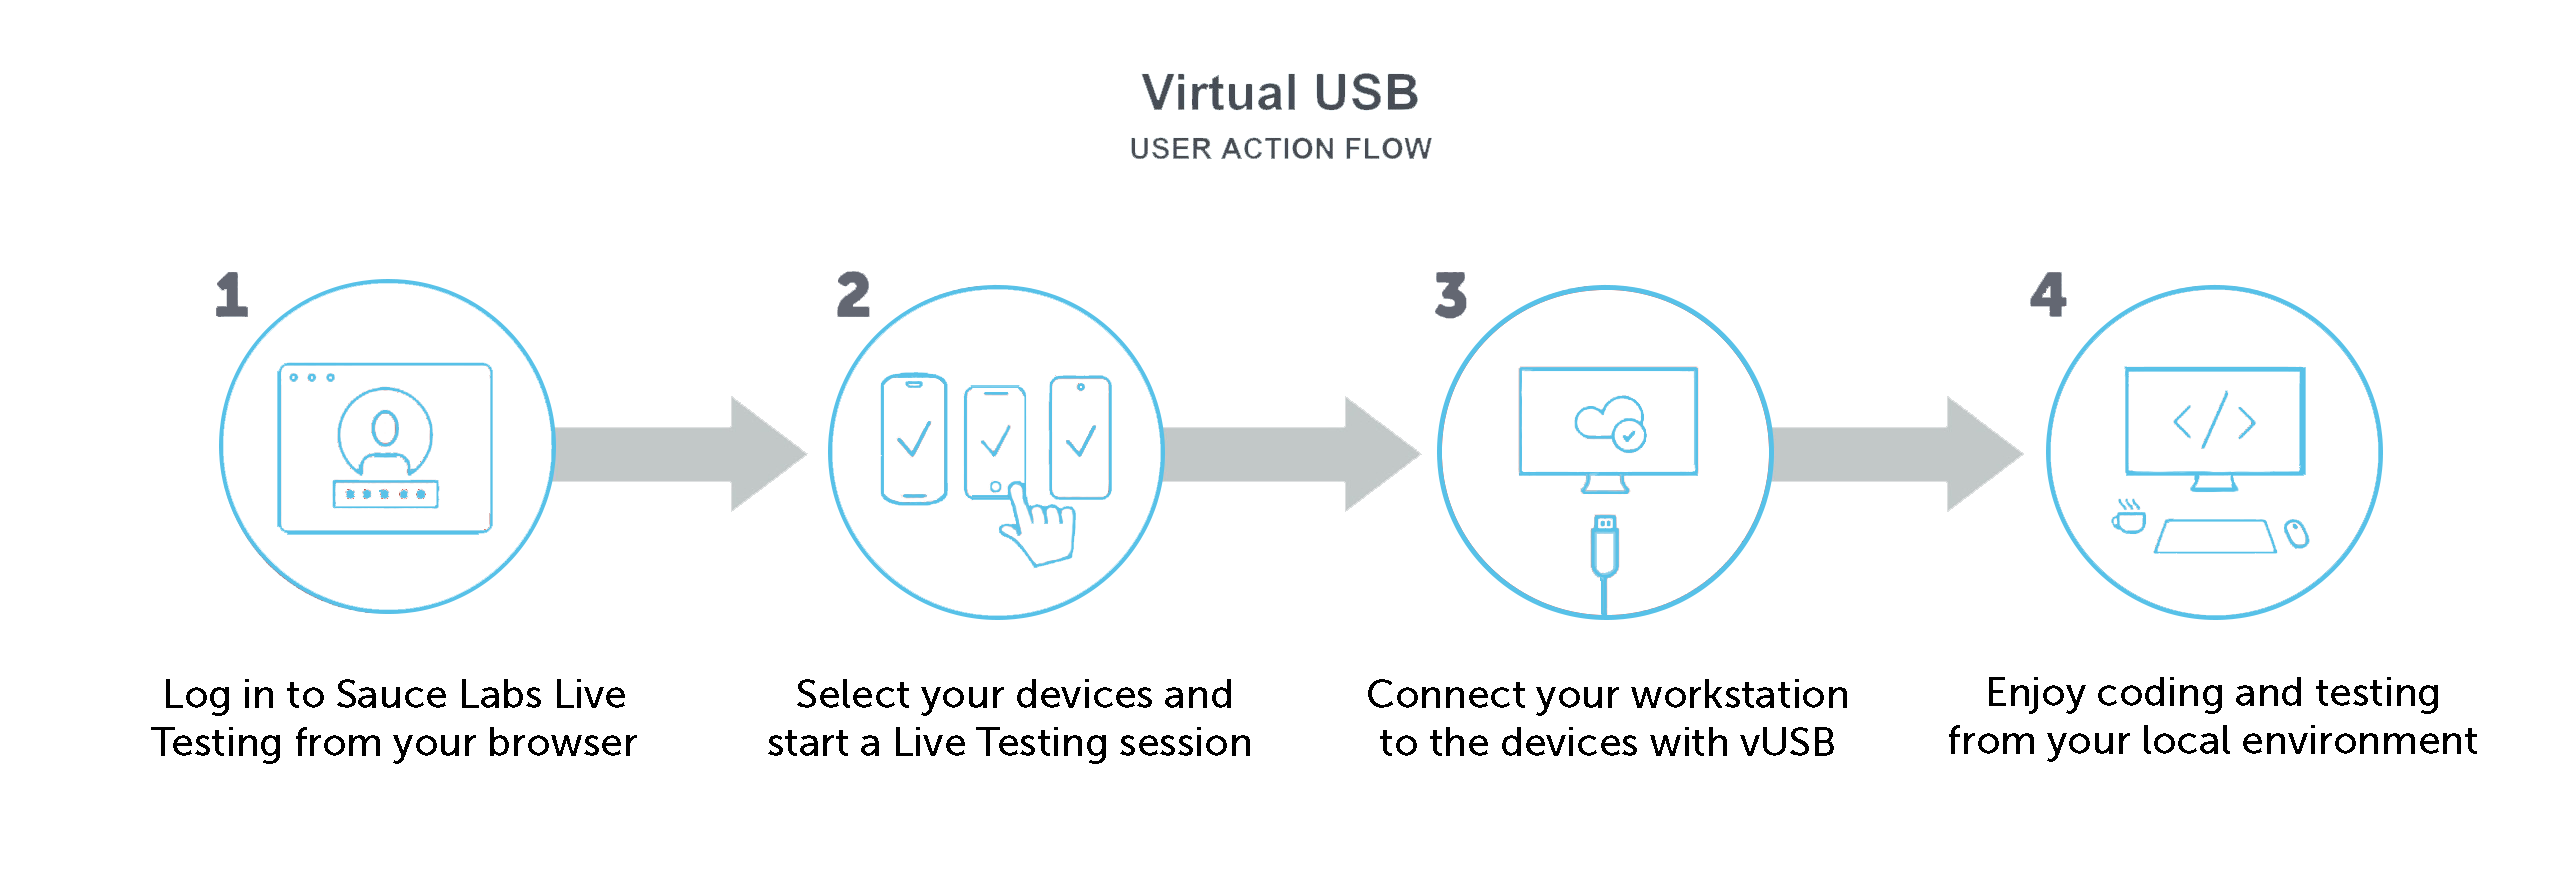 Virtual USB
USER ACTION FLOW
1
Log in to Sauce Labs Live
Testing from your browser
2
Select your devices and
start a Live Testing session
3
Connect your workstation
to the devices with vUSB
4
Enjoy coding and testing
from your local environment